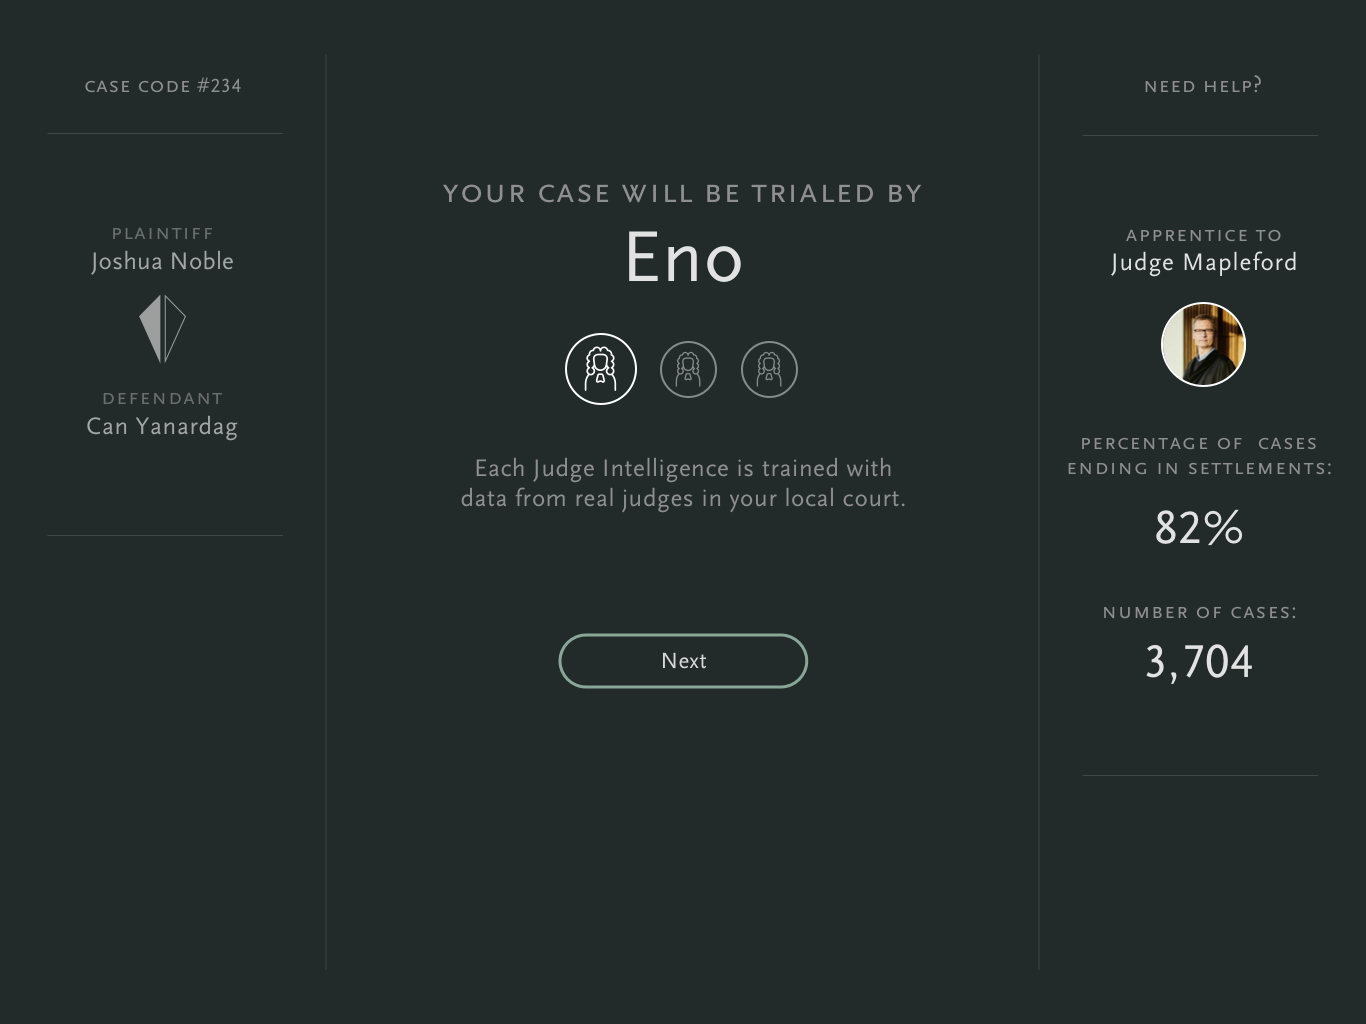 CASE CODE #234
PLAINTIFF
Joshua Noble
DEFENDANT
Can Yanardag
YOUR CASE WILL BE TRIALED BY
Eno
Each Judge Intelligence is trained with
data from real judges in your local court.
Next
NEED HELP?
APPRENTICE TO
Judge Mapleford
PERCENTAGE OF CASES
ENDING IN SETTLEMENTS:
82%
NUMBER OF CASES:
3,704